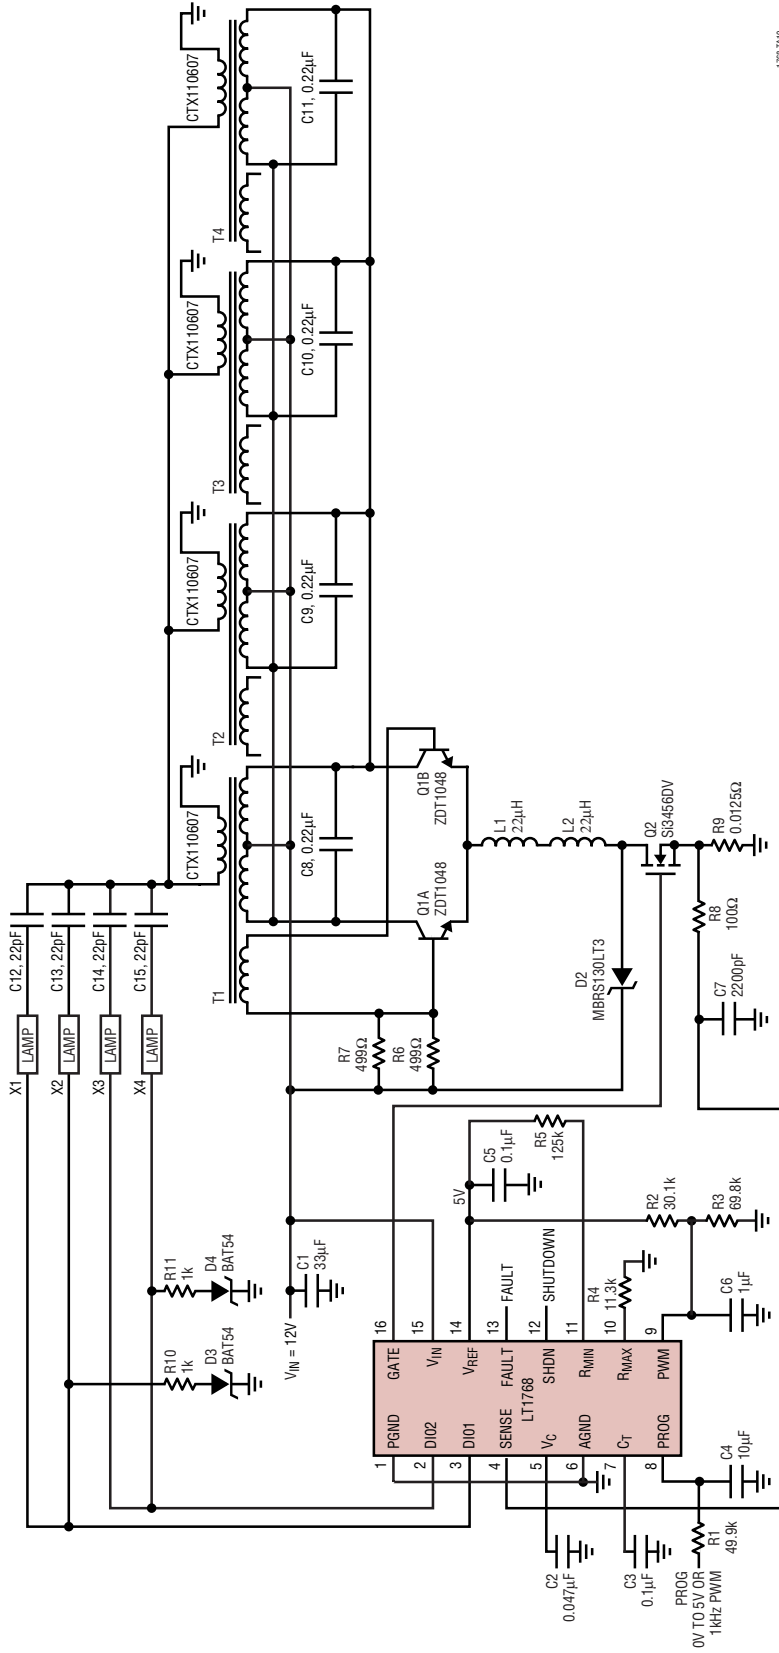 X1
LAMP
C12, 22pF
X2
LAMP
C13, 22pF
X3
LAMP
C14, 22pF
X4
LAMP
C15, 22pF
CTX110607
CTX110607
CTX110607
CTX110607
T1
T2
T3
T4
C8, 0.22µF
C9, 0.22µF
C10, 0.22µF
C11, 0.22µF
R10
1k
D3
BAT54
R11
1k
D4
BAT54
VIN = 12V
C1
33µF
R7
499Ω
R6
499Ω
Q1A
ZDT1048
Q1B
ZDT1048
L1
22µH
L2
22µH
D2
MBRS130LT3
Q2
Si3456DV
R9
0.0125Ω
R8
100Ω
C7
2200pF
1
2
3
4
5
6
7
8
PGND
DIO2
DIO1
SENSE
VC
AGND
CT
PROG
LT1768
GATE
VIN
VREF
FAULT
SHDN
RMIN
RMAX
PWM
16
15
14
13
12
11
10
9
FAULT
SHUTDOWN
5V
C5
0.1µF
R5
125k
R4
11.3k
R2
30.1k
R3
69.8k
C6
1µF
C4
10µF
R1
49.9k
C2
0.047µF
C3
0.1µF
PROG
0V TO 5V OR
1kHz PWM